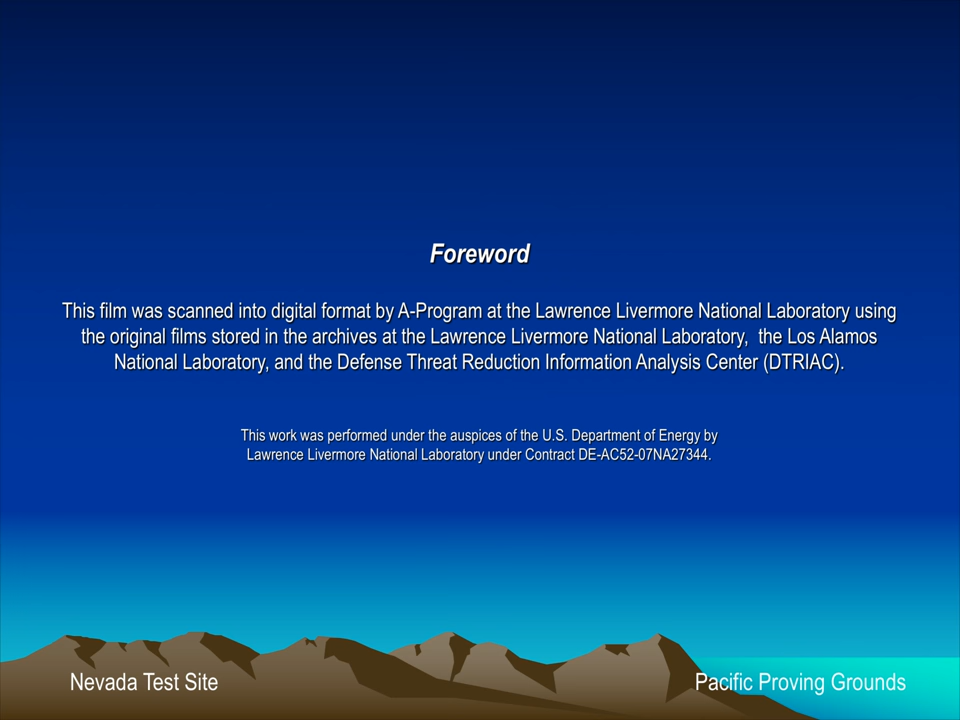 Foreword
This film was scanned into digital format by A-Program at the Lawrence Livermore National Laboratory using
the original films stored in the archives at the Lawrence Livermore National Laboratory,  the Los Alamos
National Laboratory, and the Defense Threat Reduction Information Analysis Center (DTRIAC).
This work was performed under the auspices of the U.S. Department of Energy by
Lawrence Livermore National Laboratory under Contract DE-AC52-07NA27344.
Nevada Test Site
Pacific Proving Grounds